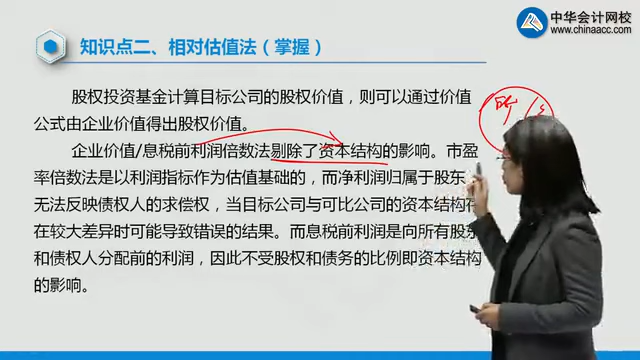 中华会计网校
www.chinaacc.com
知识点二、相对估值法（掌握）
股权投资基金计算目标公司的股权价值，则可以通过价值
公式由企业价值得出股权价值。
企业价值/息税前利润倍数法剔除了资本结构的影响。市盈
率倍数法是以利润指标作为估值基础的，而净利润归属于股东，
无法反映债权人的求偿权，当目标公司与可比公司的资本结构存
在较大差异时可能导致错误的结果。而息税前利润是向所有股东
和债权人分配前的利润，因此不受股权和债务的比例即资本结构
的影响。